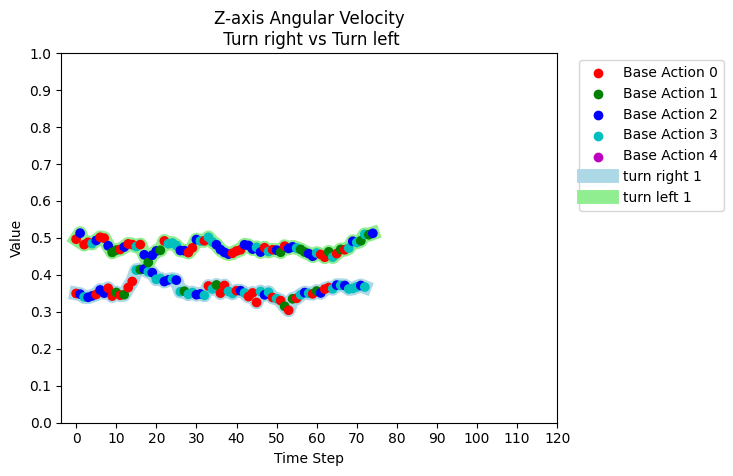 Z-axis Angular Velocity
Turn right vs Turn left
1.0
0.9
0.8
0.7
0.6
0.5
0.4
0.3
0.2
0.1
0.0
Value
0 10 20 30 40 50 60 70 80 90 100 110 120
Time Step
Base Action 0
Base Action 1
Base Action 2
Base Action 3
Base Action 4
turn right 1
turn left 1